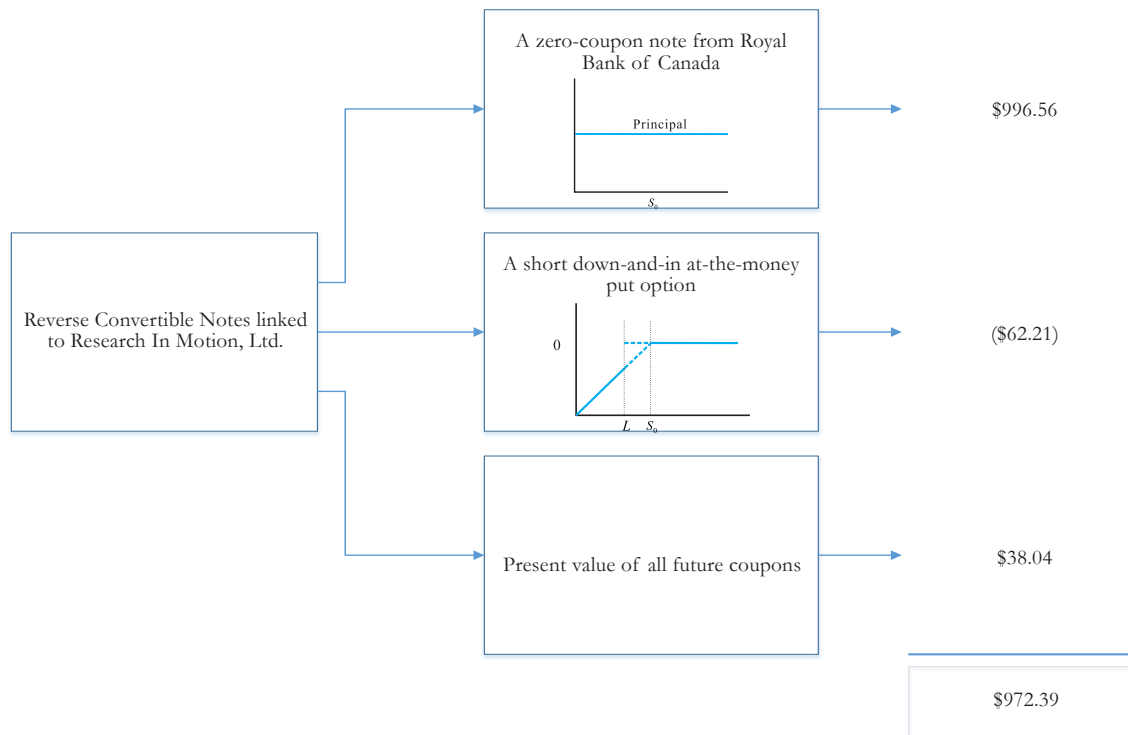 A zero-coupon note from Royal
Bank of Canada
Principal
S₀
$996.56
Reverse Convertible Notes linked
to Research In Motion, Ltd.
A short down-and-in at-the-money
put option
0
L S₀
($62.21)
Present value of all future coupons
$38.04
$972.39